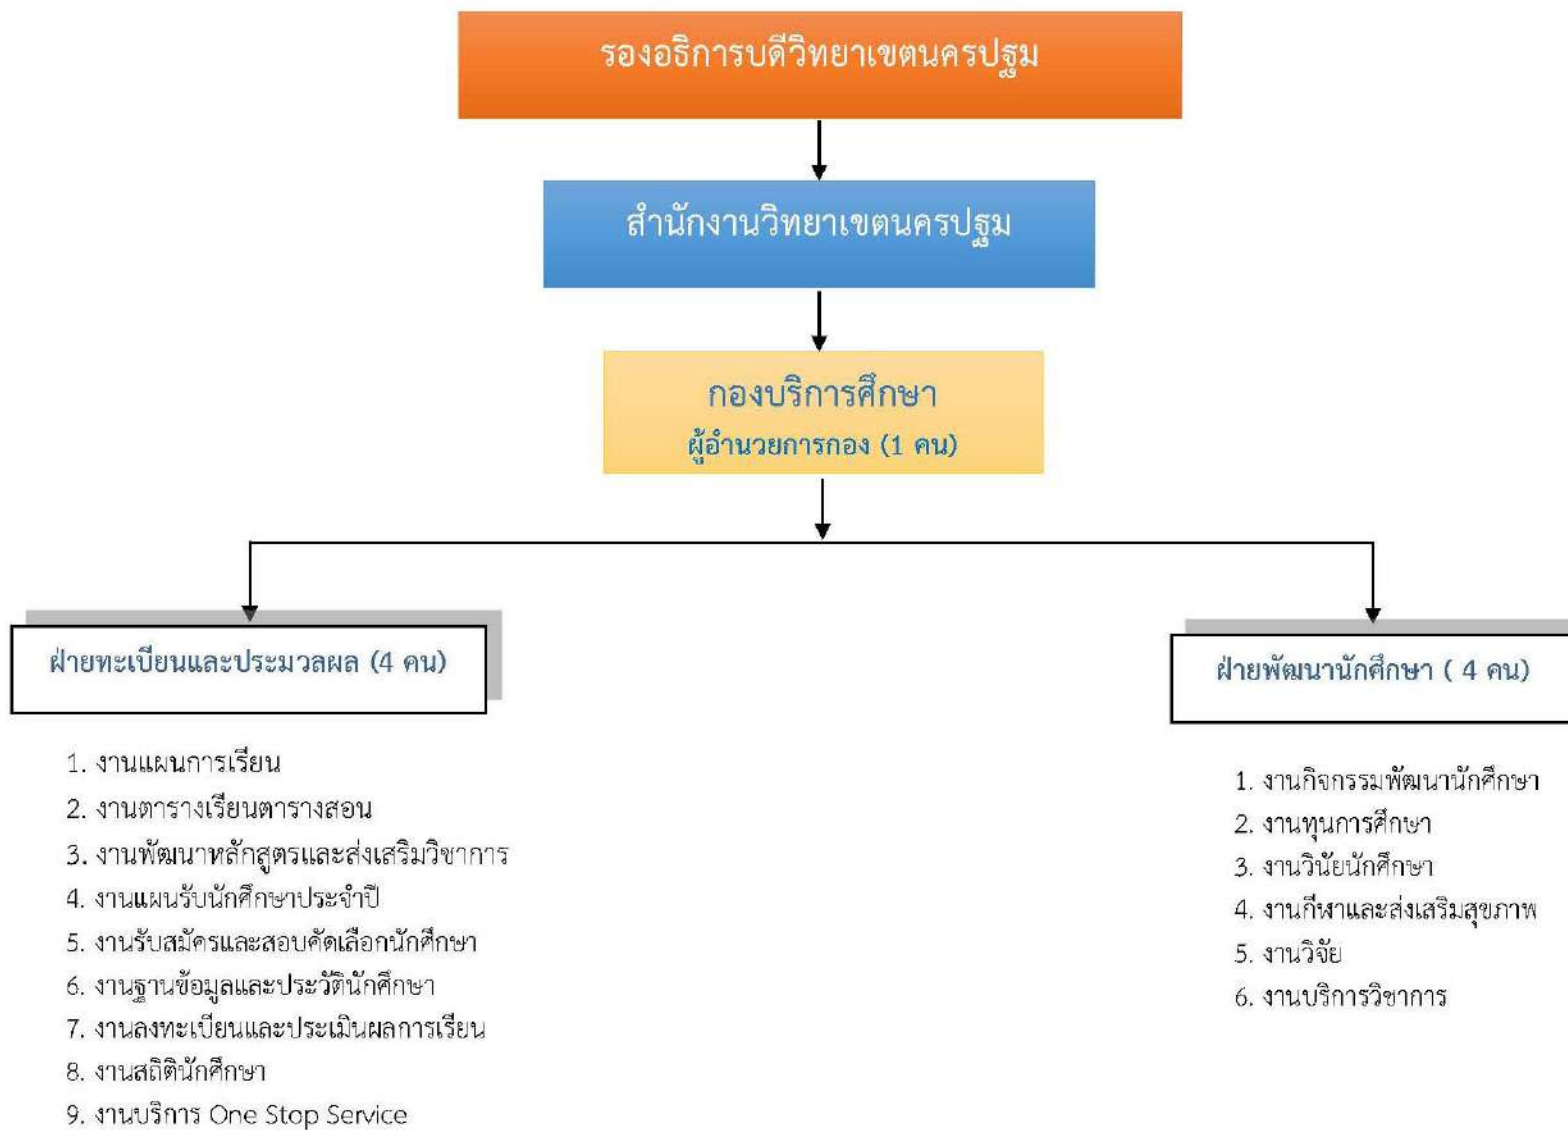 รองอธิการบดีวิทยาเขตนครปฐม
สำนักงานวิทยาเขตนครปฐม
กองบริการศึกษา
ผู้อำนวยการกอง (1 คน)
ฝ่ายทะเบียนและประมวลผล (4 คน)
1. งานแผนการเรียน
2. งานตารางเรียนตารางสอน
3. งานพัฒนาหลักสูตรและส่งเสริมวิชาการ
4. งานแผนรับนักศึกษาประจำปี
5. งานรับสมัครและสอบคัดเลือกนักศึกษา
6. งานฐานข้อมูลและประวัตินักศึกษา
7. งานลงทะเบียนและประเมินผลการเรียน
8. งานสถิตินักศึกษา
9. งานบริการ One Stop Service
ฝ่ายพัฒนานักศึกษา ( 4 คน)
1. งานกิจกรรมพัฒนานักศึกษา
2. งานทุนการศึกษา
3. งานวินัยนักศึกษา
4. งานกีฬาและส่งเสริมสุขภาพ
5. งานวิจัย
6. งานบริการวิชาการ